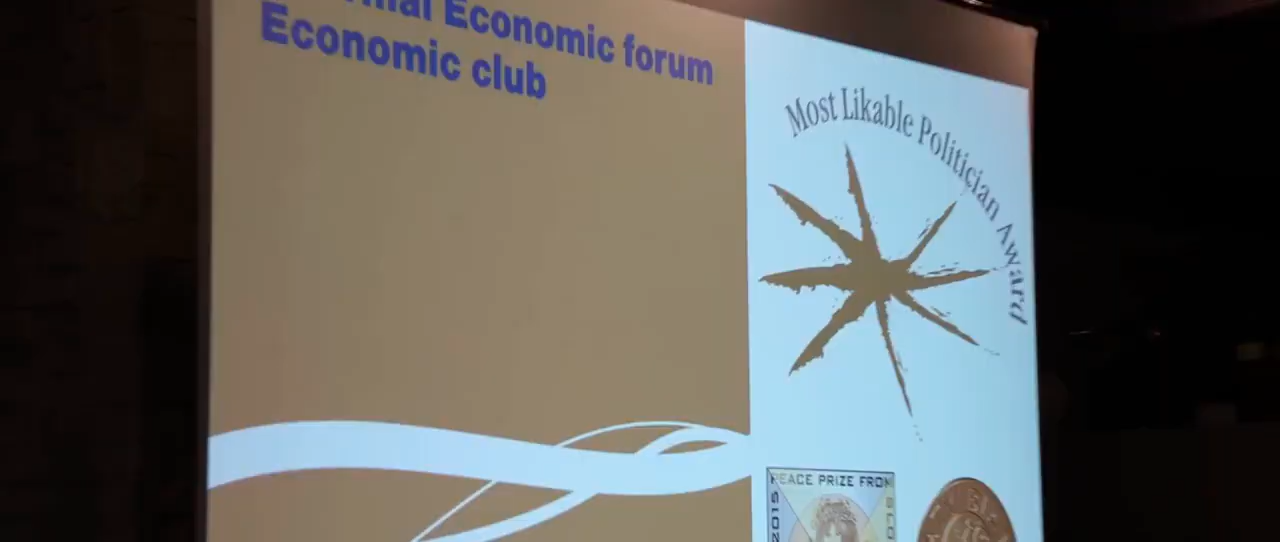 Economic forum
Economic club
Most Likable Politician Award
PEACE PRIZE FROM
2015